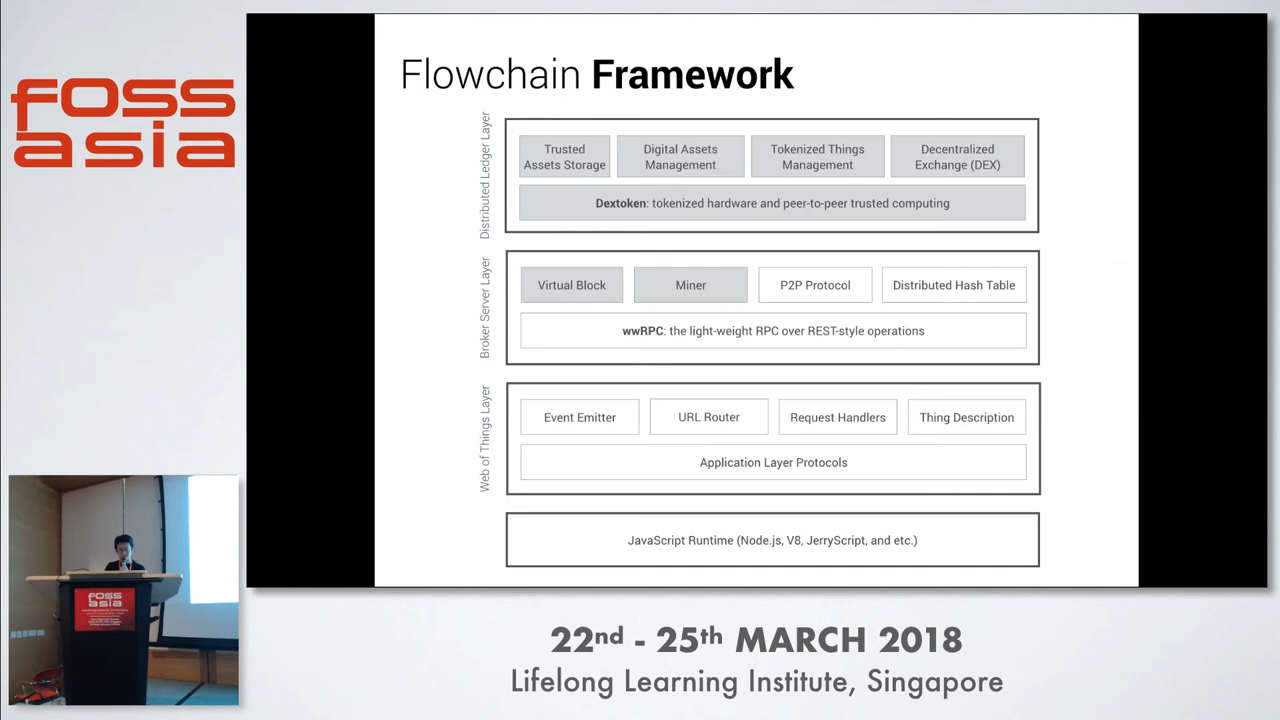 foss
asia
Flowchain Framework
Distributed Ledger Layer
Trusted
Assets Storage
Digital Assets
Management
Tokenized Things
Management
Decentralized
Exchange (DEX)
Dextoken: tokenized hardware and peer-to-peer trusted computing
Broker Server Layer
Virtual Block
Miner
P2P Protocol
Distributed Hash Table
wwRPC: the light-weight RPC over REST-style operations
Web of Things Layer
Event Emitter
URL Router
Request Handlers
Thing Description
Application Layer Protocols
JavaScript Runtime (Node.js, V8, JerryScript, and etc.)
foss
asia
22nd - 25th MARCH 2018
Lifelong Learning Institute, Singapore